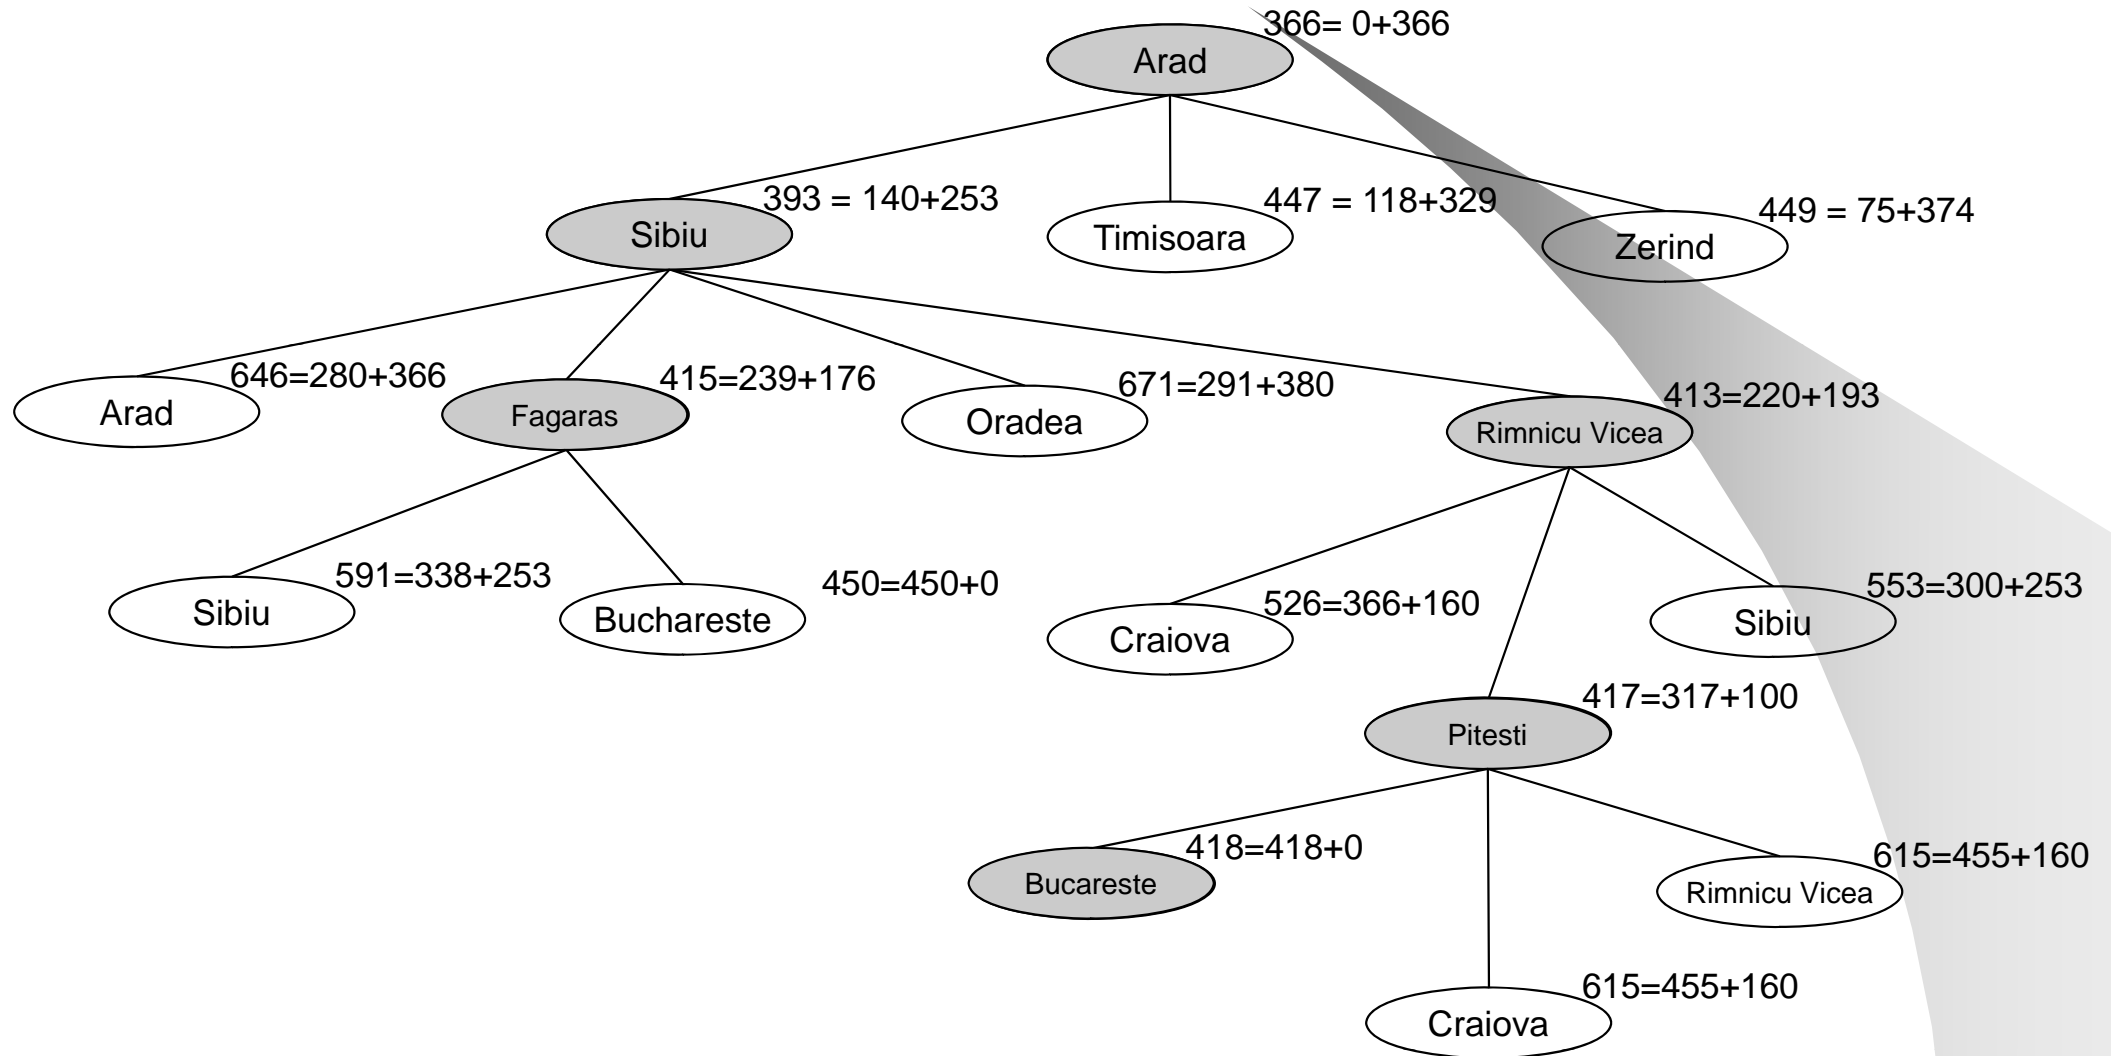 366= 0+366
Arad
393 = 140+253
447 = 118+329
449 = 75+374
Sibiu
Timisoara
Zerind
646=280+366
415=239+176
671=291+380
413=220+193
Arad
Fagaras
Oradea
Rimnicu Vicea
591=338+253
450=450+0
526=366+160
553=300+253
Sibiu
Buchareste
Craiova
Sibiu
417=317+100
Pitesti
418=418+0
615=455+160
Bucareste
Rimnicu Vicea
615=455+160
Craiova